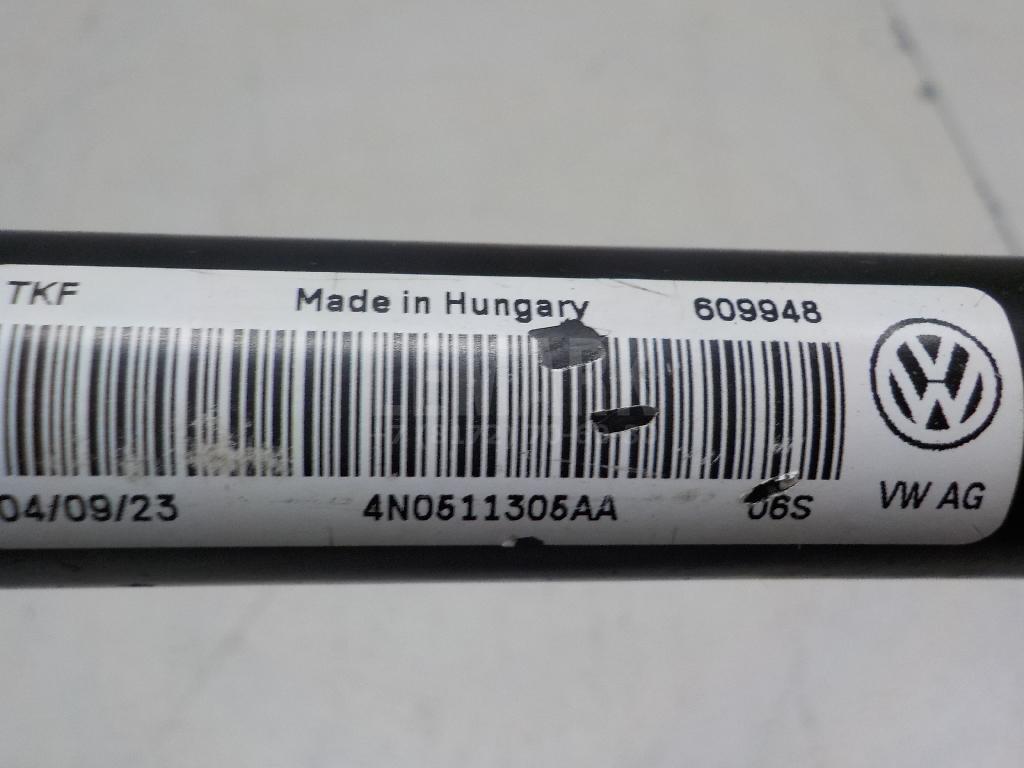 TKF Made in Hungary 609948
04/09/23 4N0511305AA 06S
VW AG